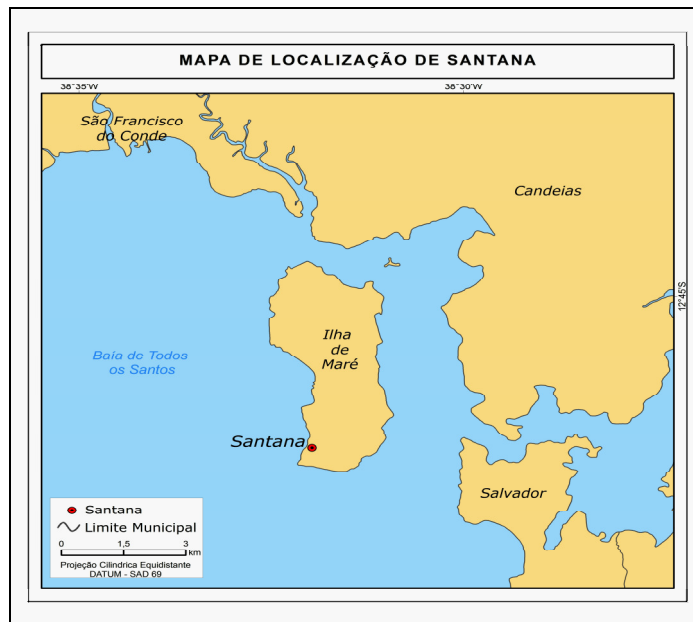 MAPA DE LOCALIZAÇÃO DE SANTANA
38°35'W
38°30'W
São Francisco
do Conde
Candeias
12°45'S
Ilha
de
Maré
Baía de Todos
os Santos
Santana
Salvador
Santana
Limite Municipal
0 1,5 3
km
Projeção Cilindrica Equidistante
DATUM - SAD 69